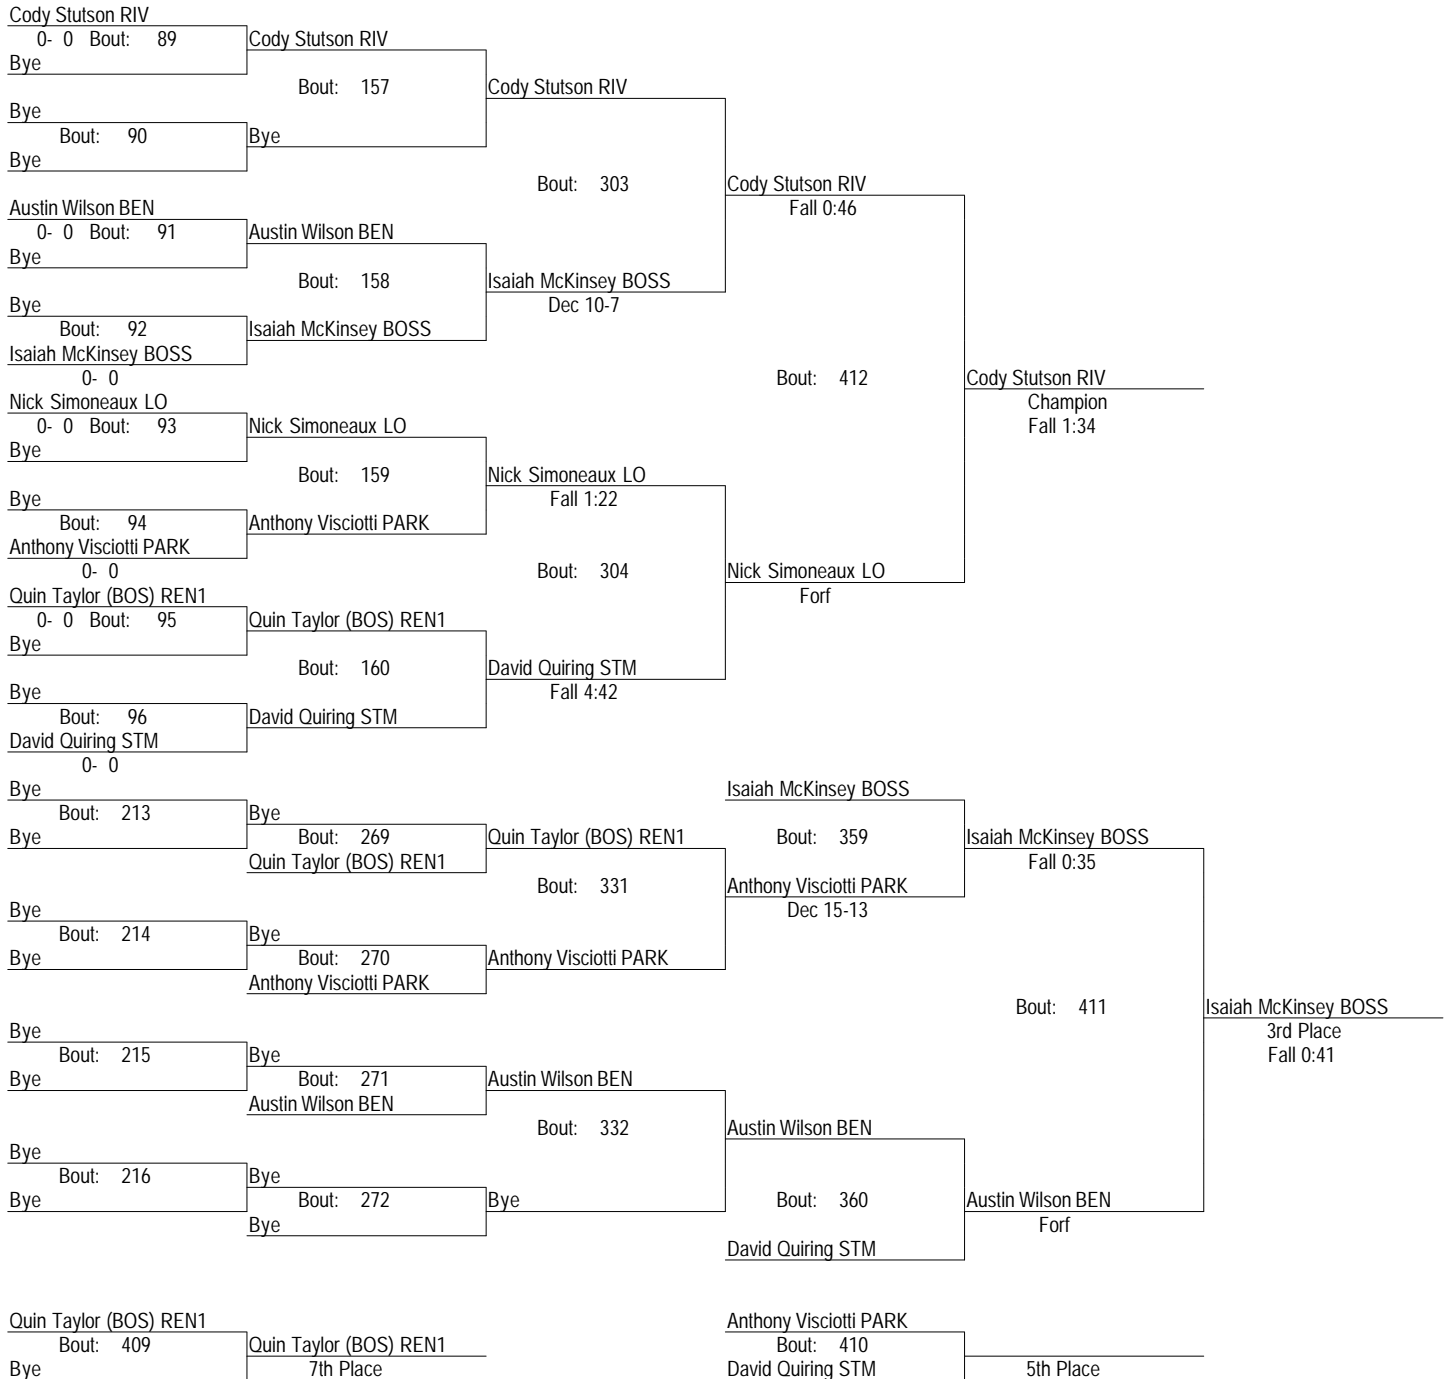 Cody Stutson RIV
0- 0 Bout: 89 Cody Stutson RIV
Bye
Bout: 157 Cody Stutson RIV
Bye
Bout: 90 Bye
Bye
Bout: 303 Cody Stutson RIV
Austin Wilson BEN Fall 0:46
0- 0 Bout: 91 Austin Wilson BEN
Bye
Bout: 158 Isaiah McKinsey BOSS
Bye Dec 10-7
Bout: 92 Isaiah McKinsey BOSS
Isaiah McKinsey BOSS
0- 0 Bout: 412 Cody Stutson RIV
Nick Simoneaux LO Champion
0- 0 Bout: 93 Nick Simoneaux LO Fall 1:34
Bye
Bout: 159 Nick Simoneaux LO
Bye Fall 1:22
Bout: 94 Anthony Visciotti PARK
Anthony Visciotti PARK
0- 0 Bout: 304 Nick Simoneaux LO
Quin Taylor (BOS) REN1 Forf
0- 0 Bout: 95 Quin Taylor (BOS) REN1
Bye
Bout: 160 David Quiring STM
Bye Fall 4:42
Bout: 96 David Quiring STM
David Quiring STM
0- 0
Bye Isaiah McKinsey BOSS
Bout: 213 Bye
Bye Bout: 269 Quin Taylor (BOS) REN1 Bout: 359 Isaiah McKinsey BOSS
Quin Taylor (BOS) REN1 Fall 0:35
Bout: 331 Anthony Visciotti PARK
Bye Dec 15-13
Bout: 214 Bye
Bye Bout: 270 Anthony Visciotti PARK
Anthony Visciotti PARK
Bout: 411 Isaiah McKinsey BOSS
Bye 3rd Place
Bout: 215 Bye Fall 0:41
Bye Bout: 271 Austin Wilson BEN
Austin Wilson BEN
Bout: 332 Austin Wilson BEN
Bye
Bout: 216 Bye
Bye Bout: 272 Bye Bout: 360 Austin Wilson BEN
Bye Forf
David Quiring STM
Quin Taylor (BOS) REN1 Anthony Visciotti PARK
Bout: 409 Quin Taylor (BOS) REN1 Bout: 410
Bye 7th Place David Quiring STM 5th Place